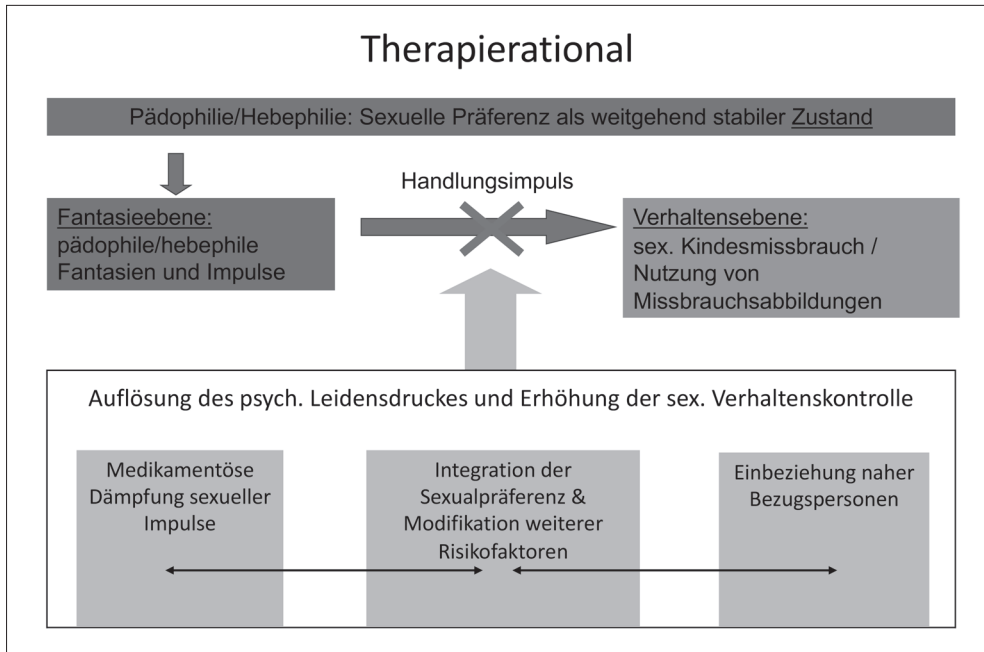 Therapierational
Pädophilie/Hebephilie: Sexuelle Präferenz als weitgehend stabiler Zustand
Handlungsimpuls
Fantasieebene:
pädophile/hebephile
Fantasien und Impulse
Verhaltensebene:
sex. Kindesmissbrauch /
Nutzung von
Missbrauchsabbildungen
Auflösung des psych. Leidensdruckes und Erhöhung der sex. Verhaltenskontrolle
Medikamentöse
Dämpfung sexueller
Impulse
Integration der
Sexualpräferenz &
Modifikation weiterer
Risikofaktoren
Einbeziehung naher
Bezugspersonen